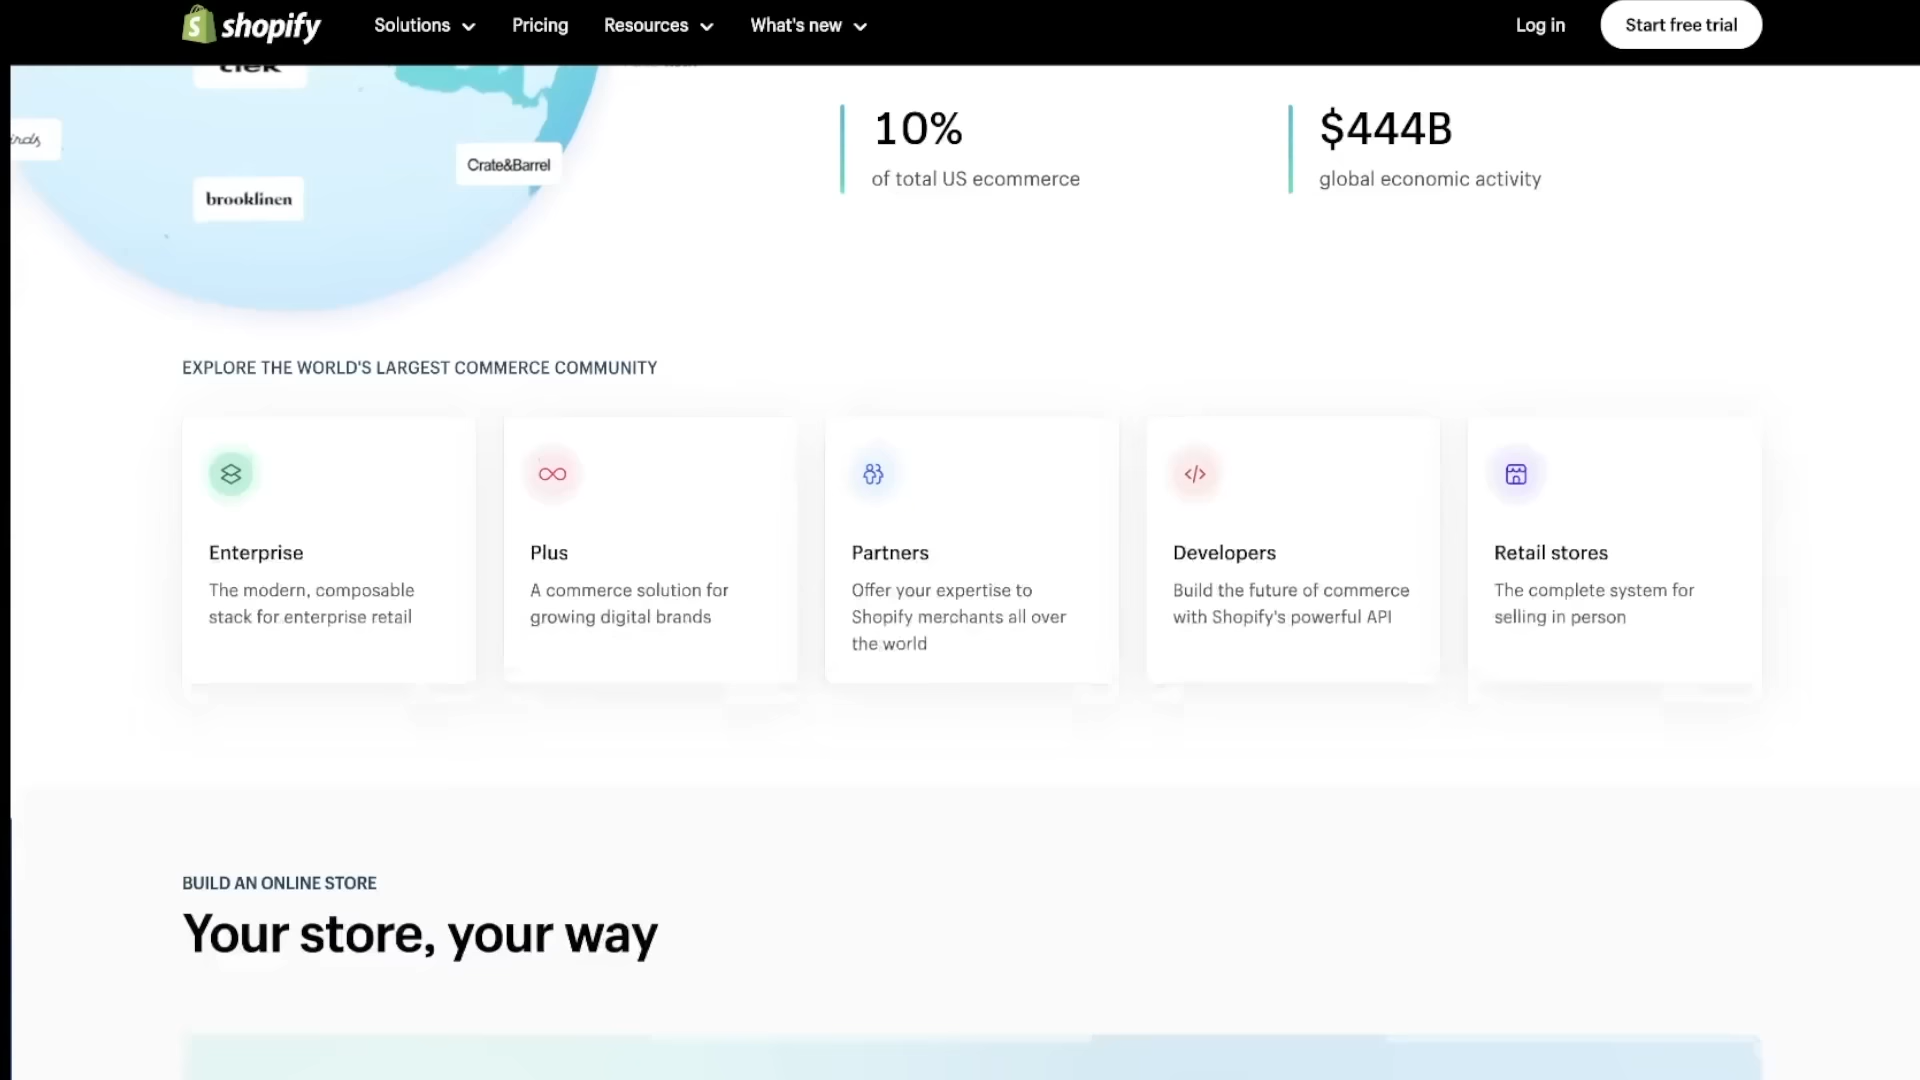 shopify
Solutions
Pricing
Resources
What's new
Log in
Start free trial
10%
of total US ecommerce
$444B
global economic activity
Crate&Barrel
brooklinen
EXPLORE THE WORLD'S LARGEST COMMERCE COMMUNITY
Enterprise
The modern, composable
stack for enterprise retail
Plus
A commerce solution for
growing digital brands
Partners
Offer your expertise to
Shopify merchants all over
the world
Developers
Build the future of commerce
with Shopify's powerful API
Retail stores
The complete system for
selling in person
BUILD AN ONLINE STORE
Your store, your way